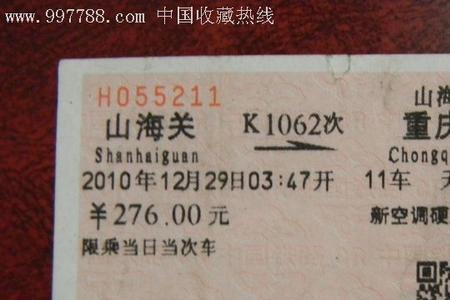 www.997788.com 中国收藏热线
H055211
山海
山海关 K1062次 重庆
Shanhaiguan Chongq
2010年12月29日03:47开 11车
￥276.00元 新空调硬
限乘当日当次车